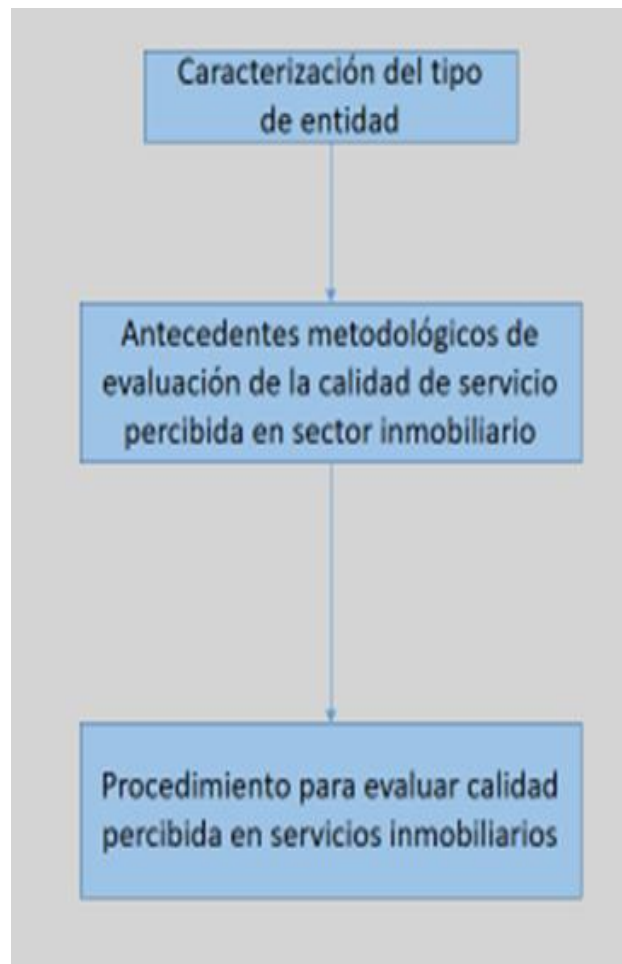 Caracterización del tipo
de entidad
Antecedentes metodológicos de
evaluación de la calidad de servicio
percibida en sector inmobiliario
Procedimiento para evaluar calidad
percibida en servicios inmobiliarios